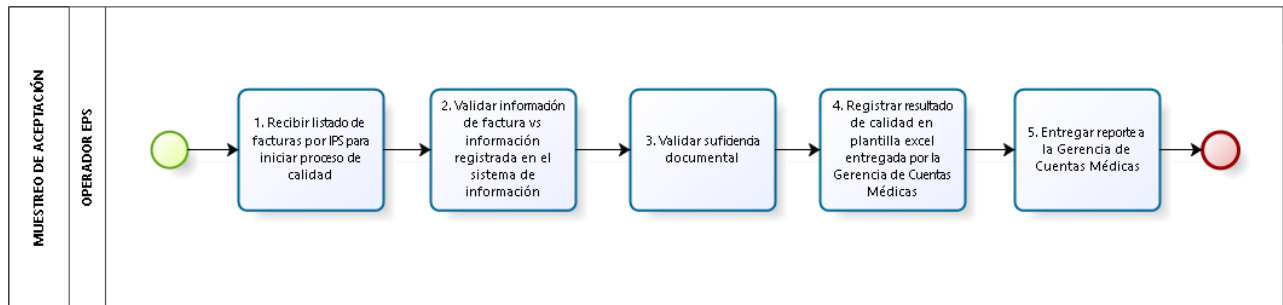 MUESTREO DE ACEPTACIÓN
OPERADOR EPS
1. Recibir listado de
facturas por IPS para
iniciar proceso de
calidad
2. Validar información
de factura vs
información
registrada en el
sistema de
información
3. Validar suficiencia
documental
4. Registrar resultado
de calidad en
plantilla excel
entregada por la
Gerencia de Cuentas
Médicas
5. Entregar reporte a
la Gerencia de
Cuentas Médicas